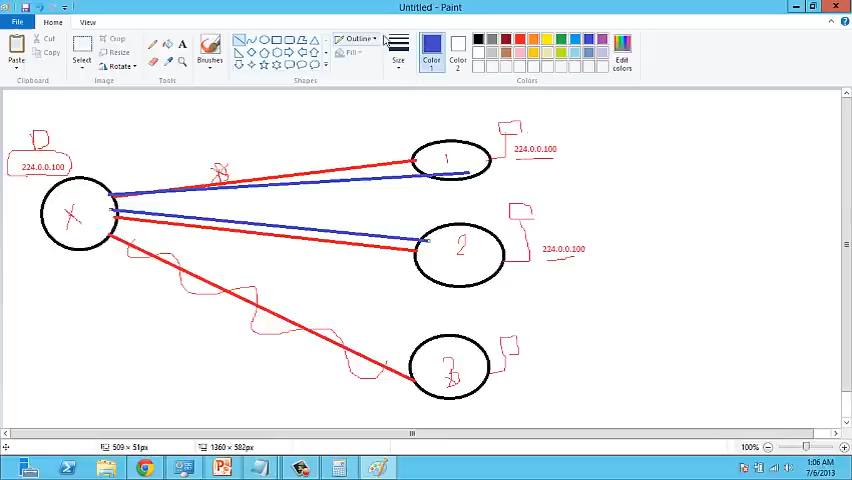 Untitled - Paint
File
Home
View
Paste
Cut
Copy
Clipboard
Select
Crop
Resize
Rotate
Image
A
Tools
Brushes
Outline
Fill
Shapes
Size
Color
1
Color
2
Edit
colors
Colors
224.0.0.100
X
1
224.0.0.100
2
224.0.0.100
3
509 × 51px
1360 × 582px
100%
1:06 AM
7/6/2013